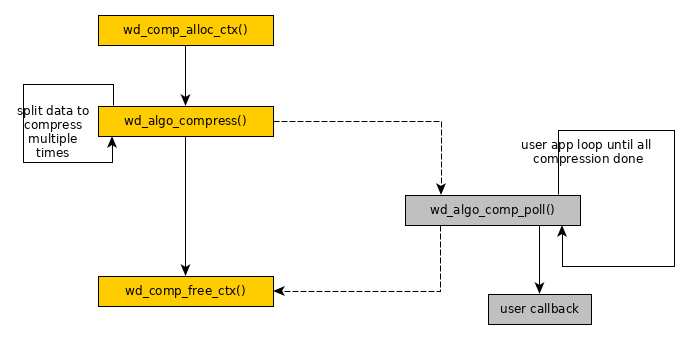 wd_comp_alloc_ctx()
split data to
compress
multiple
times
wd_algo_compress()
user app loop until all
compression done
wd_algo_comp_poll()
wd_comp_free_ctx()
user callback